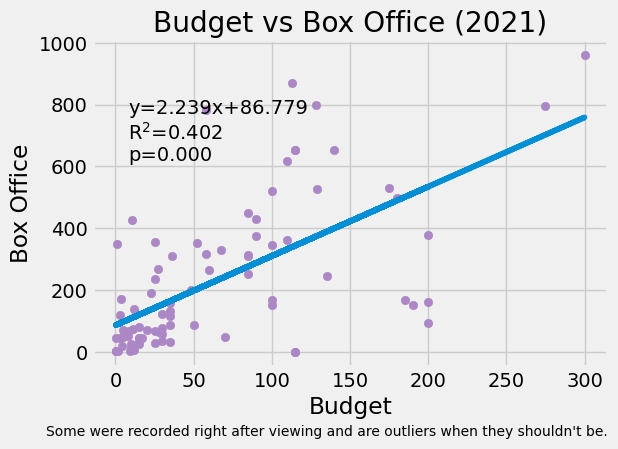 Budget vs Box Office (2021)
1000
800
600
400
200
0
Box Office
y=2.239x+86.779
R²=0.402
p=0.000
0 50 100 150 200 250 300
Budget
Some were recorded right after viewing and are outliers when they shouldn't be.